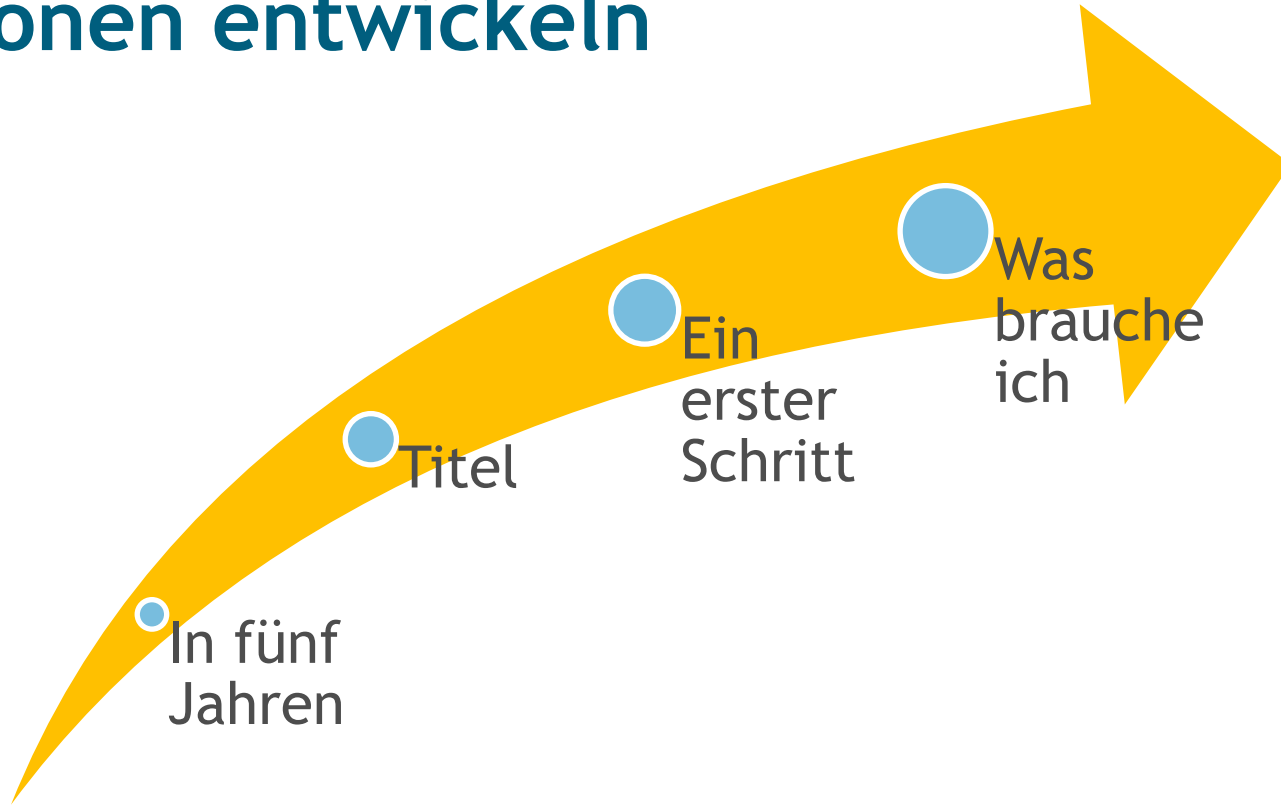 onen entwickeln
In fünf
Jahren
Titel
Ein
erster
Schritt
Was
brauche
ich